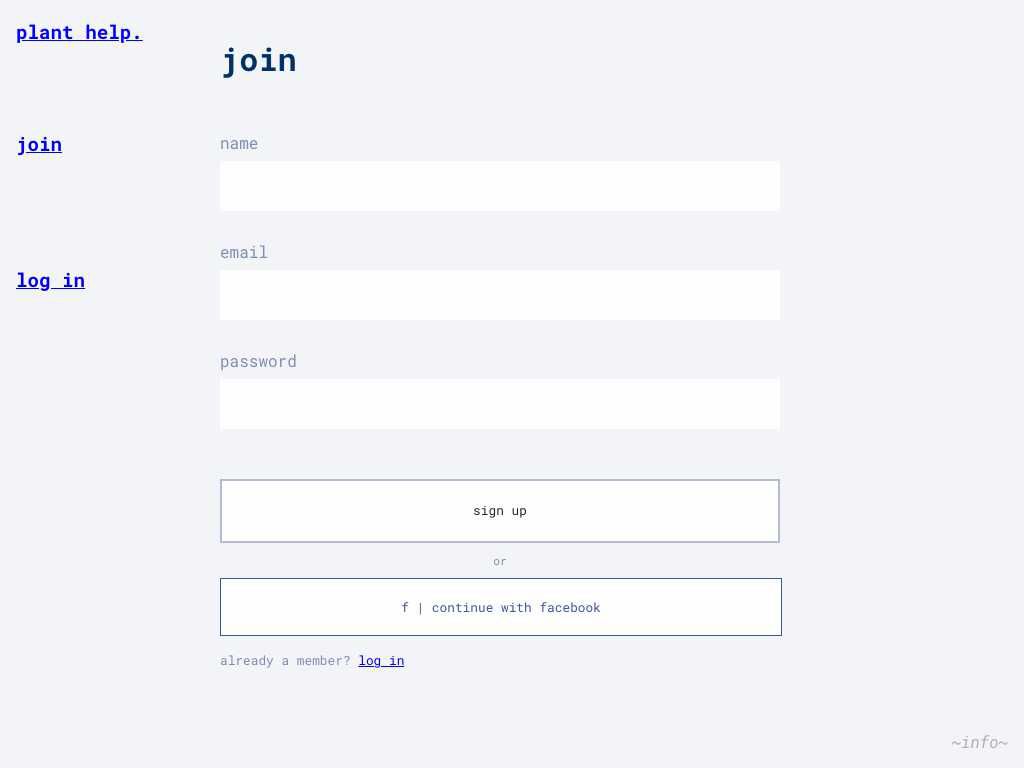 plant help.
join
join
name
email
log in
password
sign up
or
f | continue with facebook
already a member? log in
~info~